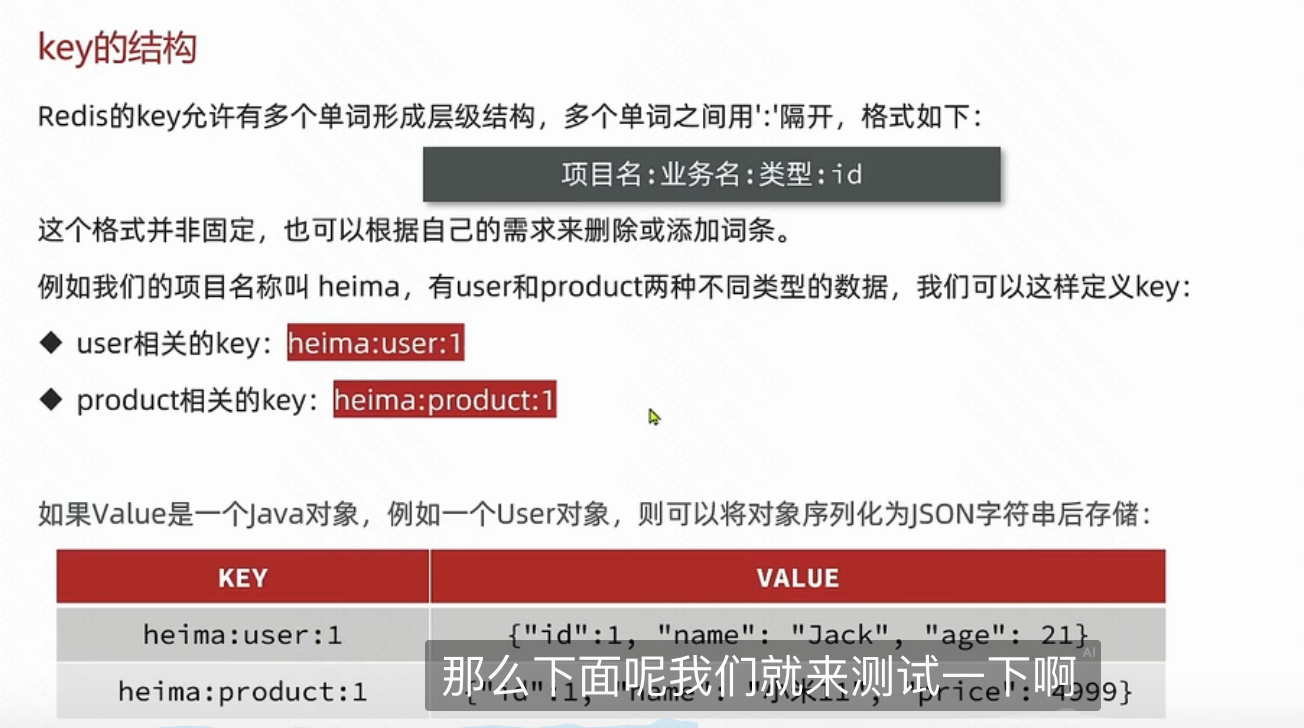 key的结构
Redis的key允许有多个单词形成层级结构，多个单词之间用':'隔开，格式如下：
项目名:业务名:类型:id
这个格式并非固定，也可以根据自己的需求来删除或添加词条。
例如我们的项目名称叫 heima，有user和product两种不同类型的数据，我们可以这样定义key：
◆ user相关的key：heima:user:1
◆ product相关的key：heima:product:1
如果Value是一个Java对象，例如一个User对象，则可以将对象序列化为JSON字符串后存储：
KEY VALUE
heima:user:1 {"id":1, "name": "Jack", "age": 21}
heima:product:1 {"id":1, "name": "小米11", "price": 4999}
那么下面呢我们就来测试一下啊
AI